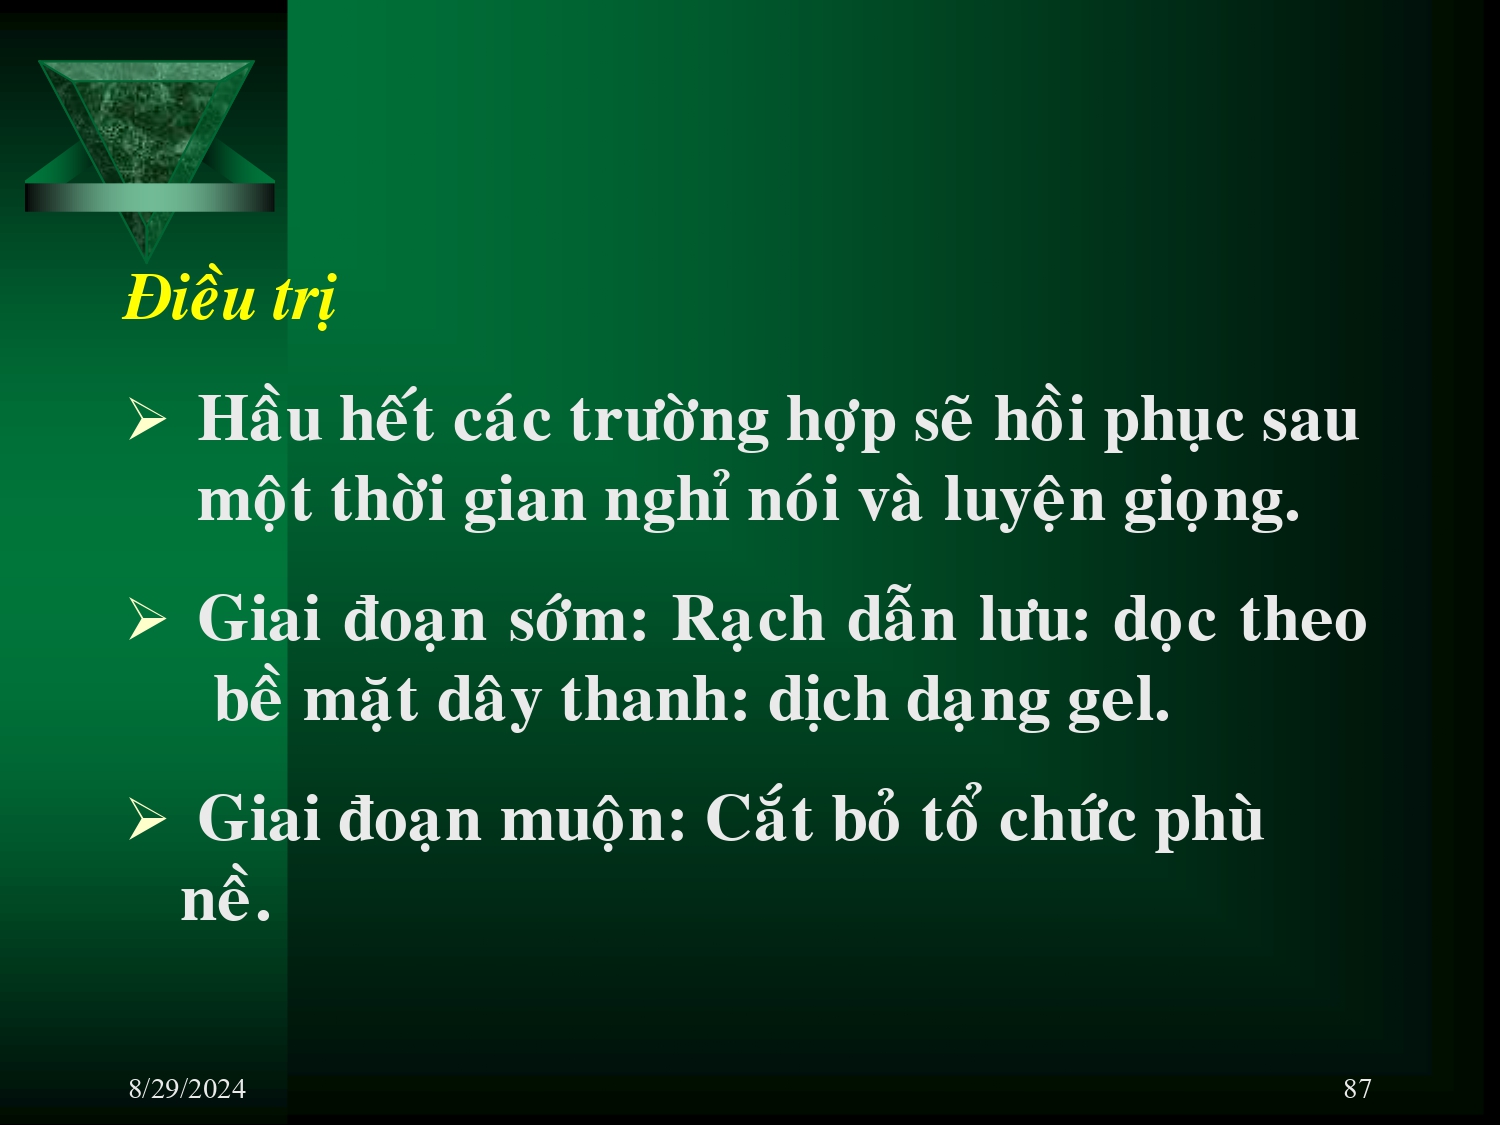 Điều trị
Hầu hết các trường hợp sẽ hồi phục sau
một thời gian nghỉ nói và luyện giọng.
Giai đoạn sớm: Rạch dẫn lưu: dọc theo
bề mặt dây thanh: dịch dạng gel.
Giai đoạn muộn: Cắt bỏ tổ chức phù
nề.
8/29/2024
87